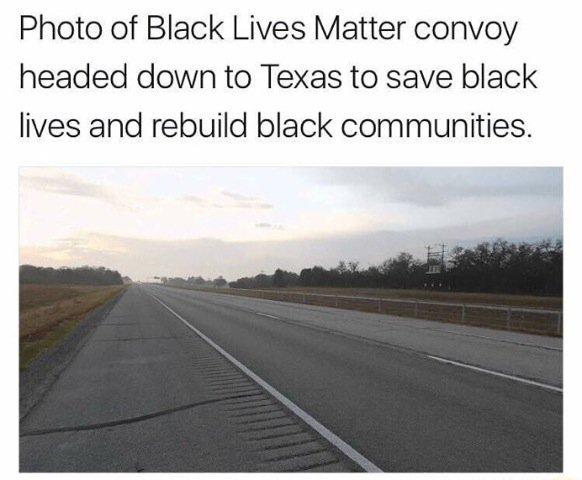 Photo of Black Lives Matter convoy
headed down to Texas to save black
lives and rebuild black communities.